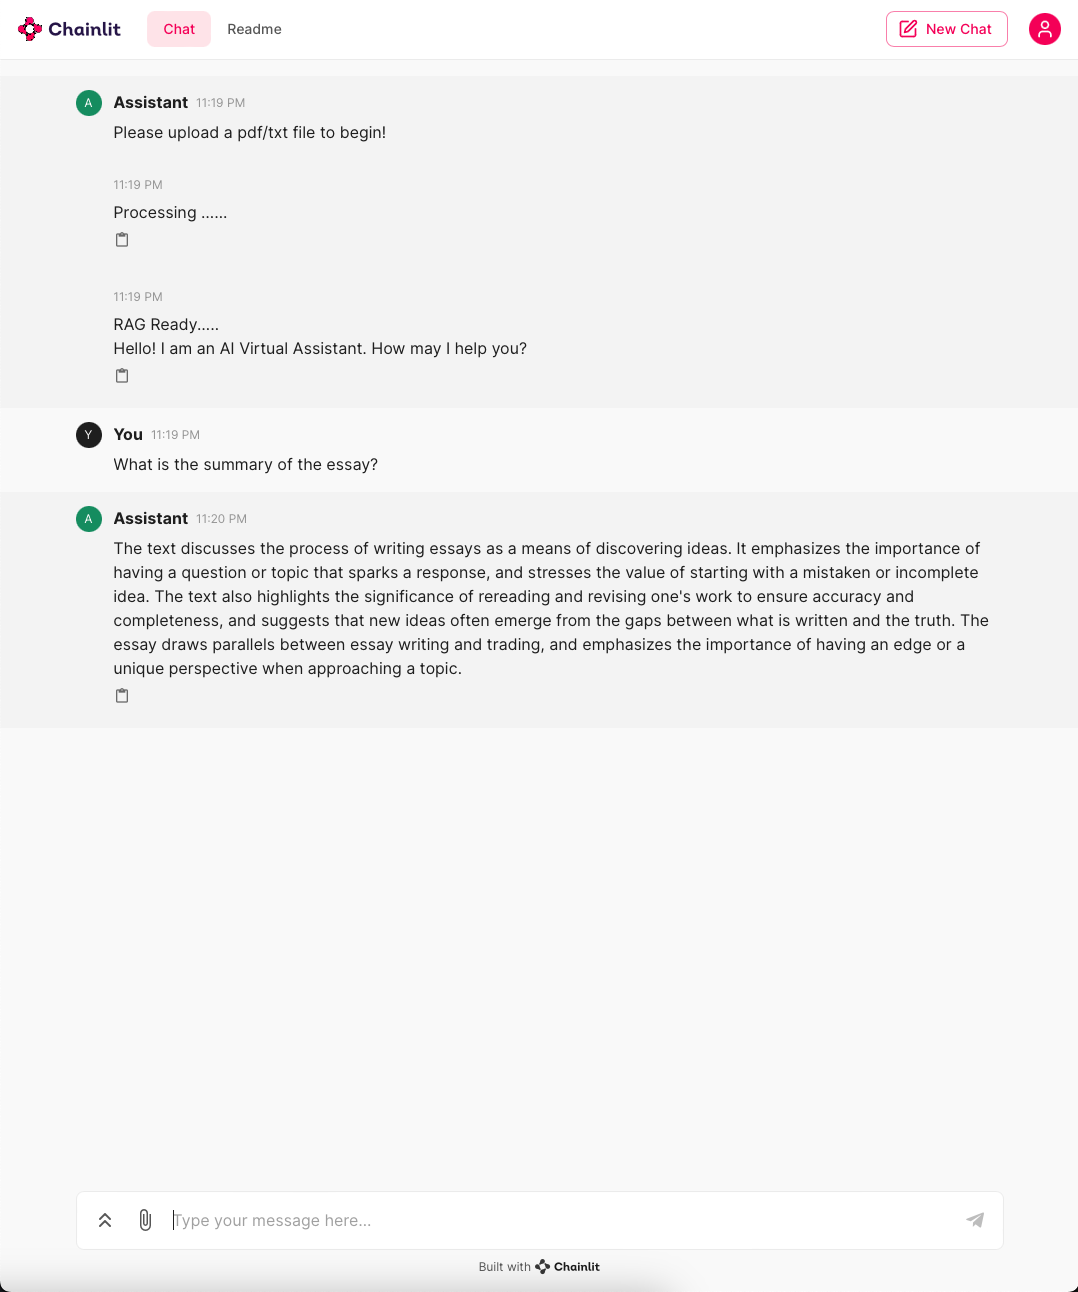 Chainlit Chat Readme New Chat
A Assistant 11:19 PM
Please upload a pdf/txt file to begin!
11:19 PM
Processing ......
11:19 PM
RAG Ready.....
Hello! I am an AI Virtual Assistant. How may I help you?
Y You 11:19 PM
What is the summary of the essay?
A Assistant 11:20 PM
The text discusses the process of writing essays as a means of discovering ideas. It emphasizes the importance of
having a question or topic that sparks a response, and stresses the value of starting with a mistaken or incomplete
idea. The text also highlights the significance of rereading and revising one's work to ensure accuracy and
completeness, and suggests that new ideas often emerge from the gaps between what is written and the truth. The
essay draws parallels between essay writing and trading, and emphasizes the importance of having an edge or a
unique perspective when approaching a topic.
Type your message here...
Built with Chainlit